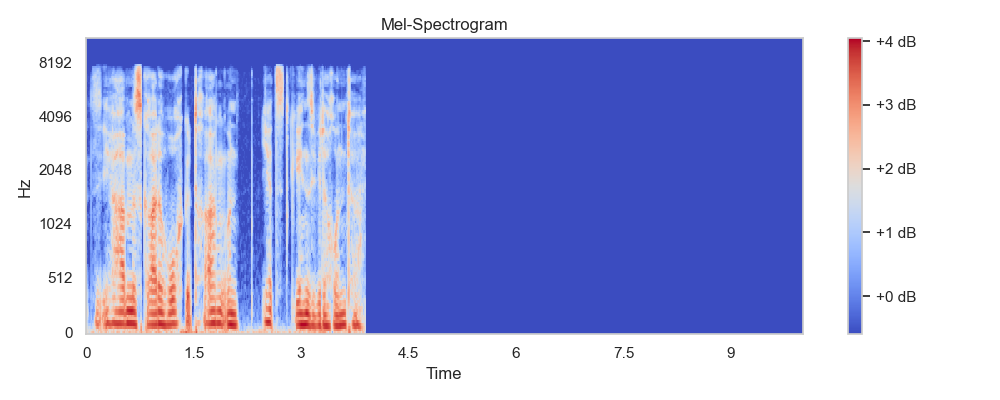 Mel-Spectrogram
8192
4096
2048
1024
512
0
Hz
0 1.5 3 4.5 6 7.5 9
Time
+4 dB
+3 dB
+2 dB
+1 dB
+0 dB